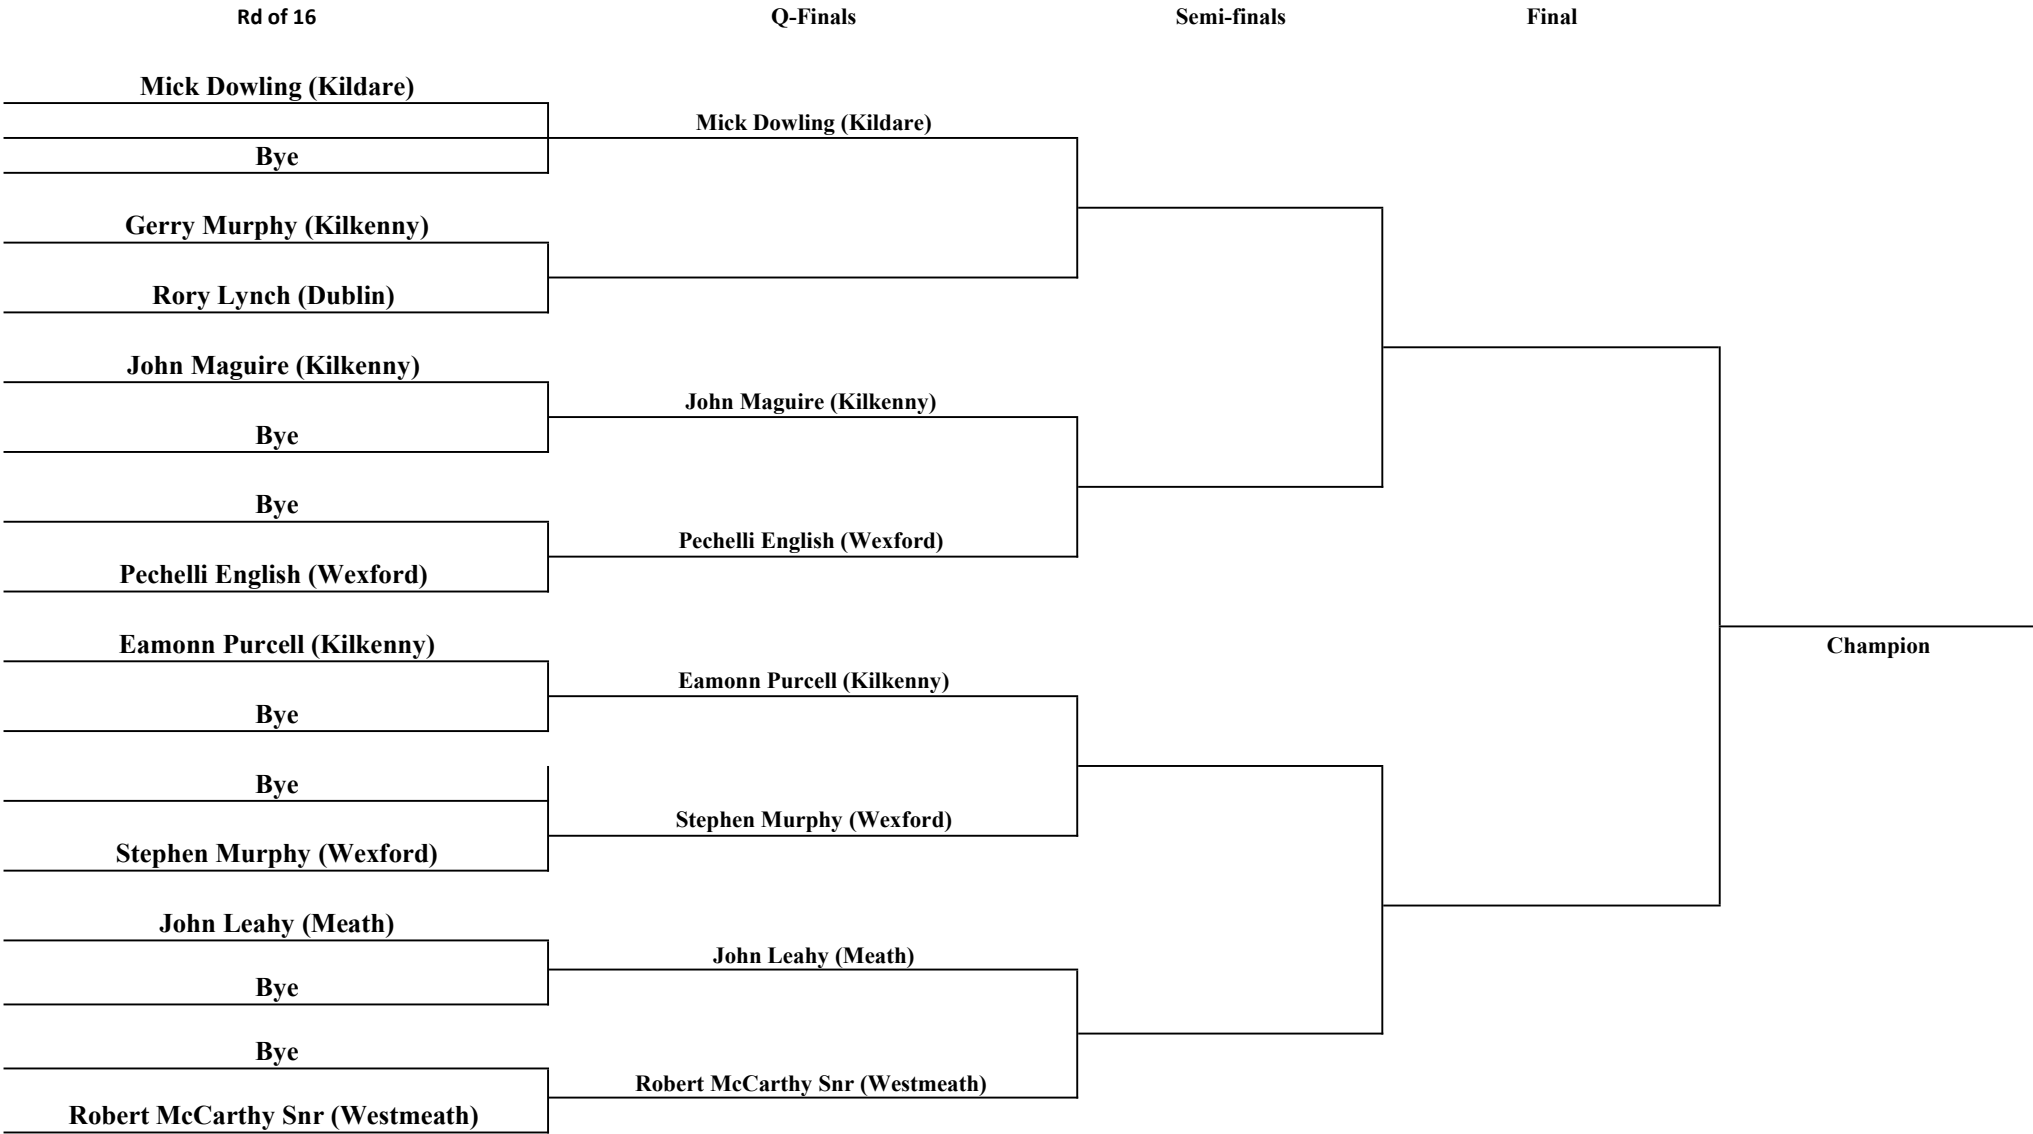 Rd of 16
Q-Finals
Semi-finals
Final
Mick Dowling (Kildare)
Mick Dowling (Kildare)
Bye
Gerry Murphy (Kilkenny)
Rory Lynch (Dublin)
John Maguire (Kilkenny)
John Maguire (Kilkenny)
Bye
Bye
Pechelli English (Wexford)
Pechelli English (Wexford)
Eamonn Purcell (Kilkenny)
Champion
Eamonn Purcell (Kilkenny)
Bye
Bye
Stephen Murphy (Wexford)
Stephen Murphy (Wexford)
John Leahy (Meath)
John Leahy (Meath)
Bye
Bye
Robert McCarthy Snr (Westmeath)
Robert McCarthy Snr (Westmeath)